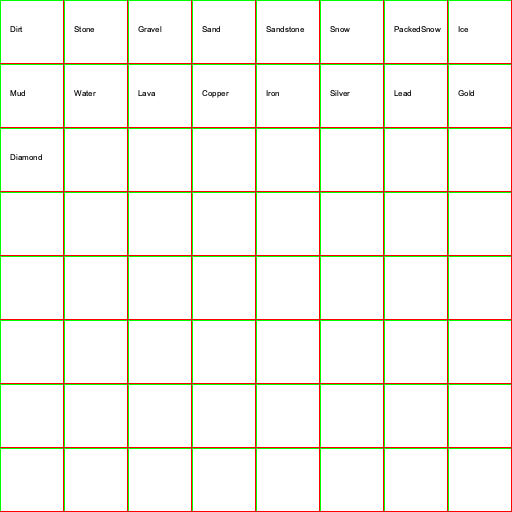 Dirt Stone Gravel Sand Sandstone Snow PackedSnow Ice
Mud Water Lava Copper Iron Silver Lead Gold
Diamond